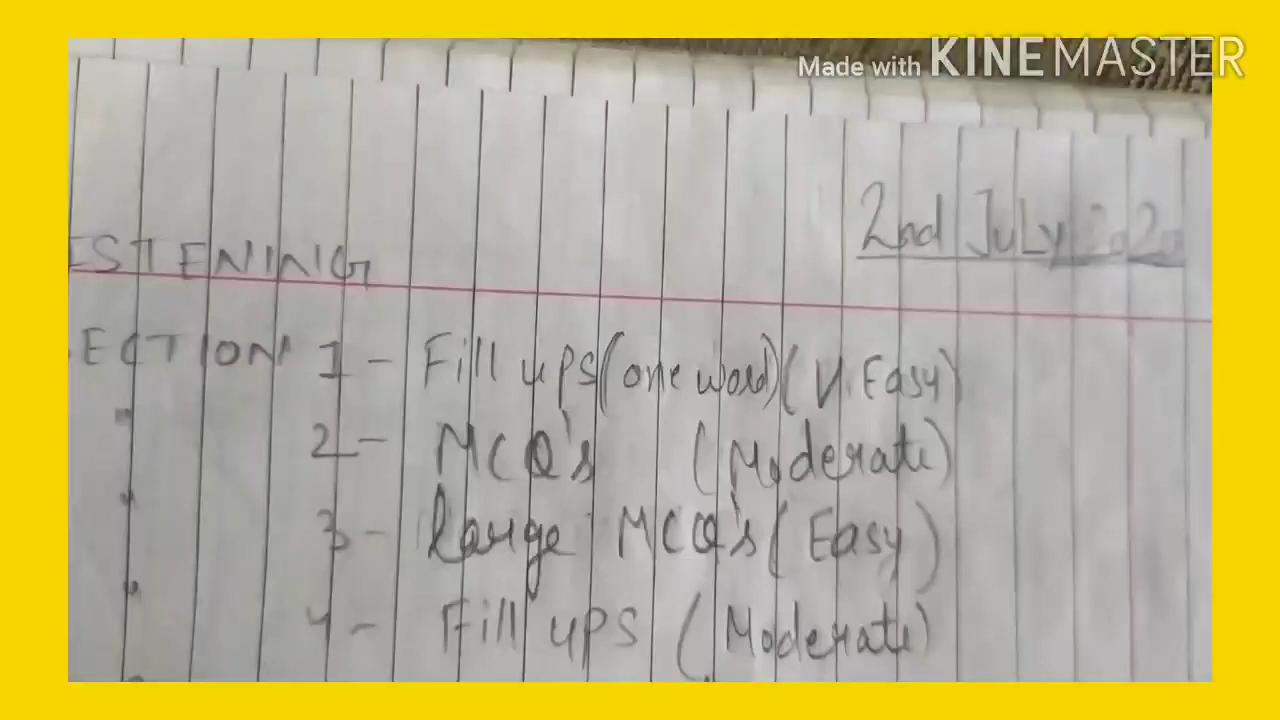 Made with KINEMASTER
2nd July 2020
ISTENING
ECTION 1 - Fill ups (one word) (V. Easy)
" 2 - MCQ's (Moderate)
" 3 - Large MCQ's (Easy)
" 4 - Fill ups (Moderate)